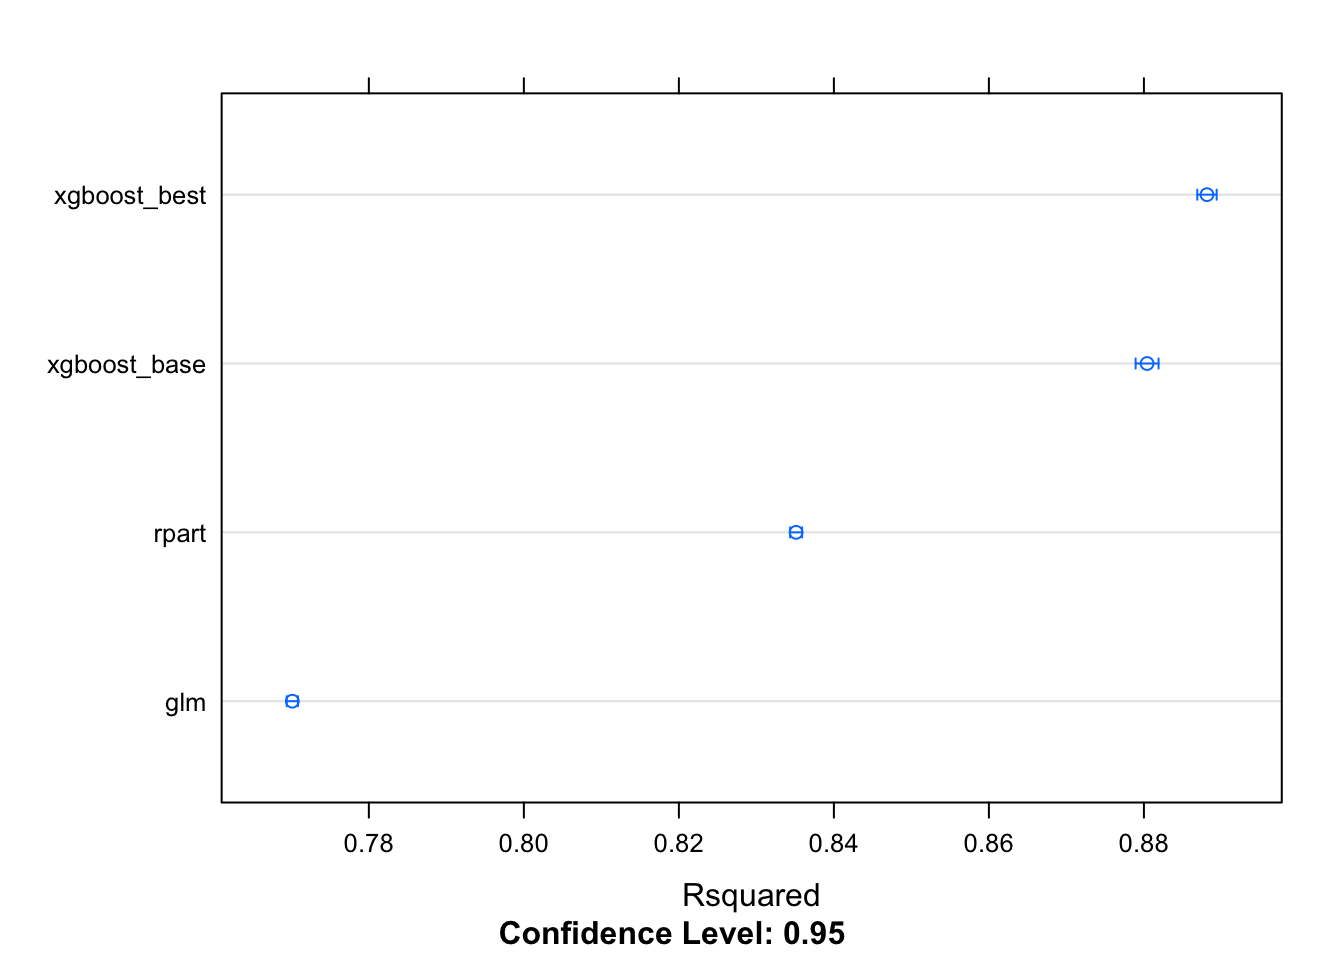 xgboost_best
xgboost_base
rpart
glm
0.78 0.80 0.82 0.84 0.86 0.88
Rsquared
Confidence Level: 0.95